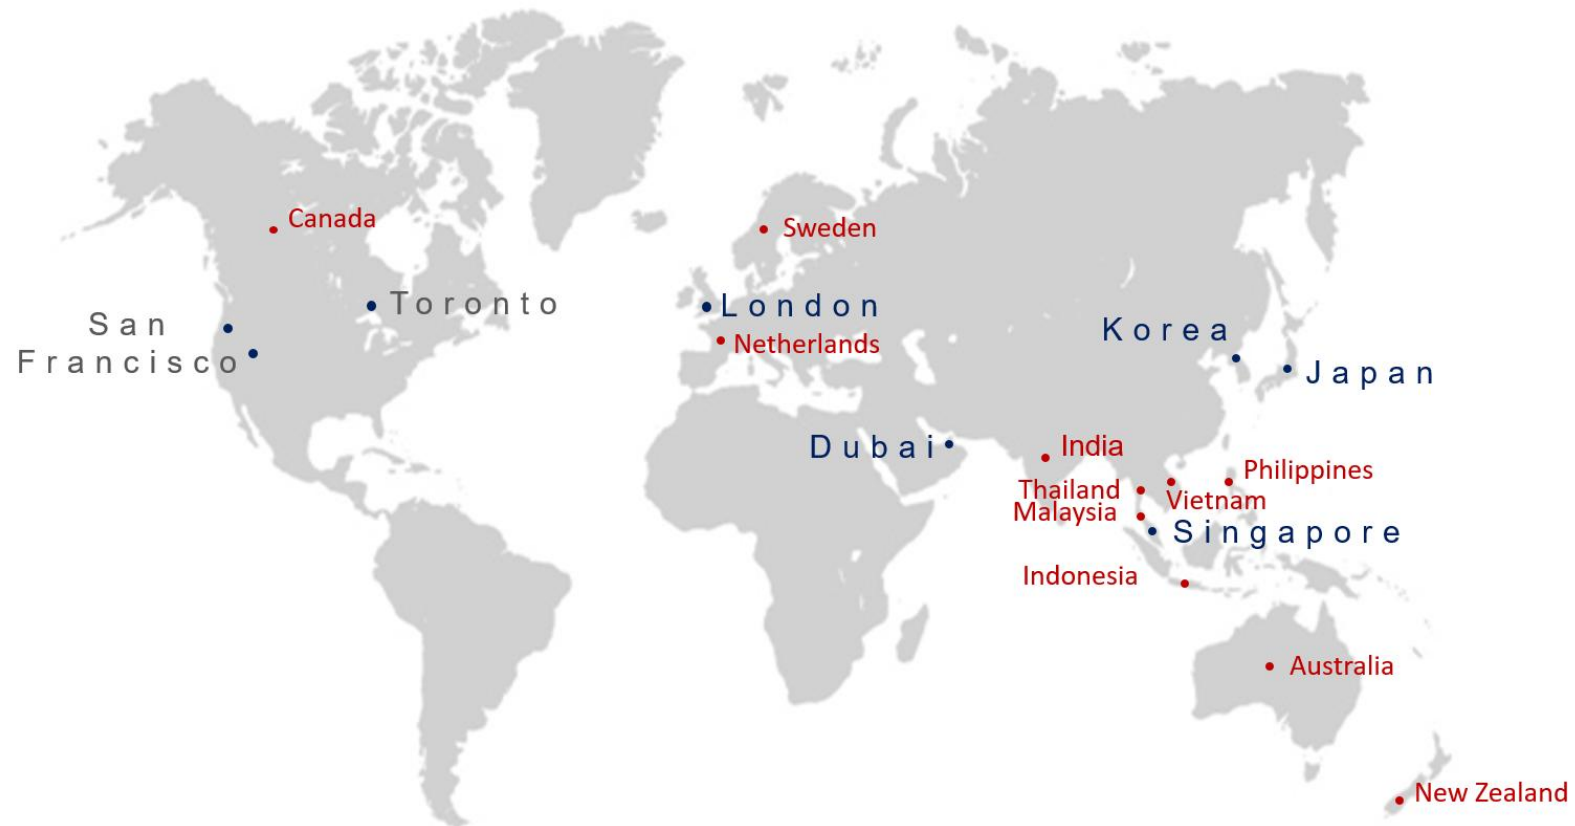 Canada
Sweden
Toronto
London
San
Francisco
Korea
Netherlands
Japan
Dubai
India
Philippines
Thailand
Vietnam
Malaysia
Singapore
Indonesia
Australia
New Zealand